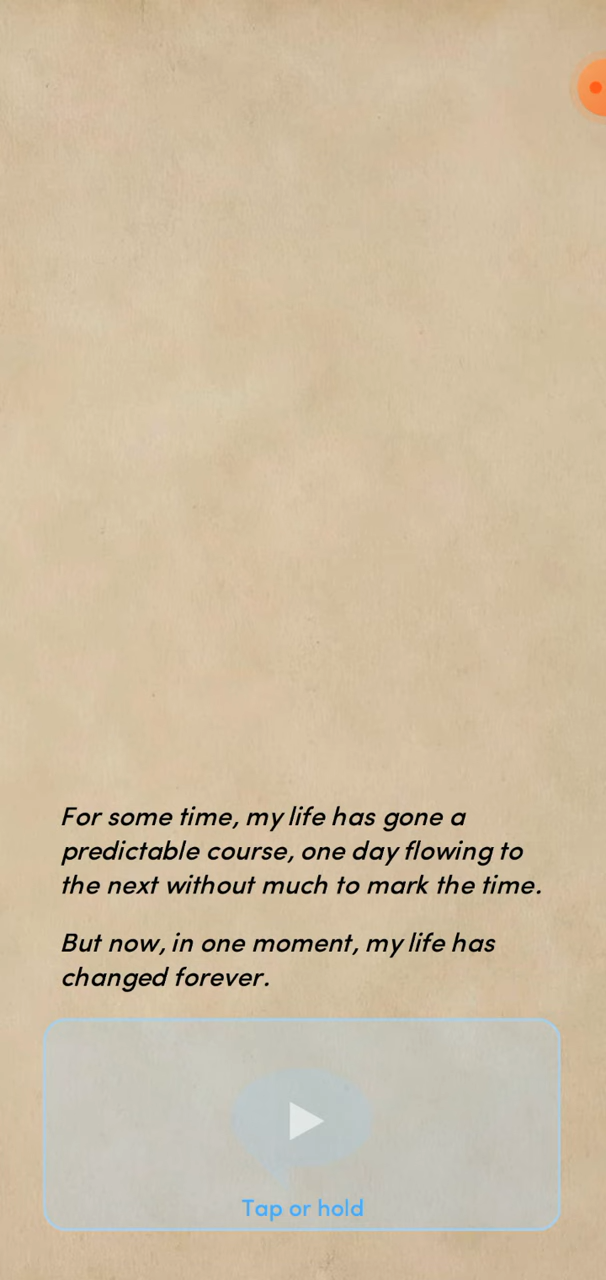 For some time, my life has gone a
predictable course, one day flowing to
the next without much to mark the time.
But now, in one moment, my life has
changed forever.
Tap or hold